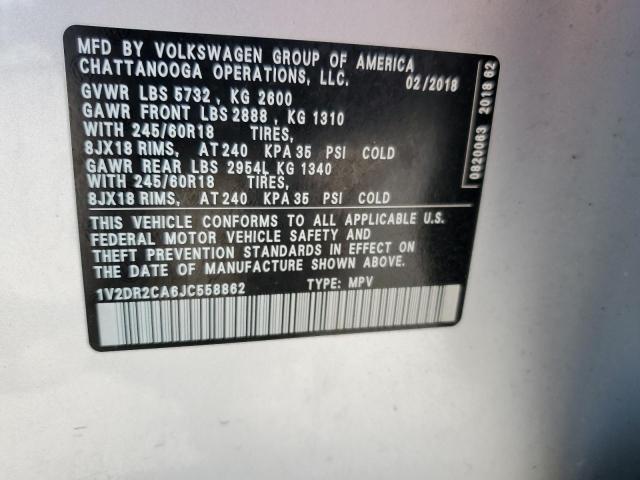 MFD BY VOLKSWAGEN GROUP OF AMERICA
CHATTANOOGA OPERATIONS, LLC. 02/2018
GVWR LBS 5732, KG 2600
GAWR FRONT LBS 2888, KG 1310
WITH 245/60R18 TIRES,
8JX18 RIMS, AT 240 KPA 35 PSI COLD
GAWR REAR LBS 2954L KG 1340
WITH 245/60R18 TIRES,
8JX18 RIMS, AT 240 KPA 35 PSI COLD
THIS VEHICLE CONFORMS TO ALL APPLICABLE U.S.
FEDERAL MOTOR VEHICLE SAFETY AND
THEFT PREVENTION STANDARDS IN EFFECT ON
THE DATE OF MANUFACTURE SHOWN ABOVE.
1V2DR2CA6JC558862 TYPE: MPV
0820063 2018 62